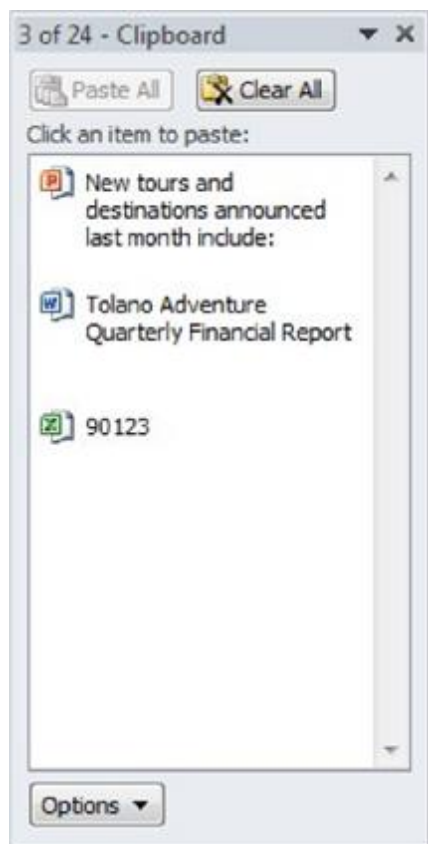 3 of 24 - Clipboard
Paste All
Clear All
Click an item to paste:
New tours and
destinations announced
last month include:
Tolano Adventure
Quarterly Financial Report
90123
Options